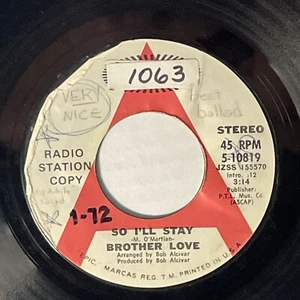 1063
VERY
NICE
best
ballad
STEREO
RADIO
STATION
COPY
45 RPM
5-10819
JZSS 155570
Intro. :12
3:14
Publisher:
P.T.L. Mus. Co
(ASCAP)
1-72
SO I'LL STAY
- M. O'Martian -
BROTHER LOVE
Arranged by Bob Alcivar
Produced by Bob Alcivar
"EPIC," MARCAS REG. T.M. PRINTED IN U.S.A.